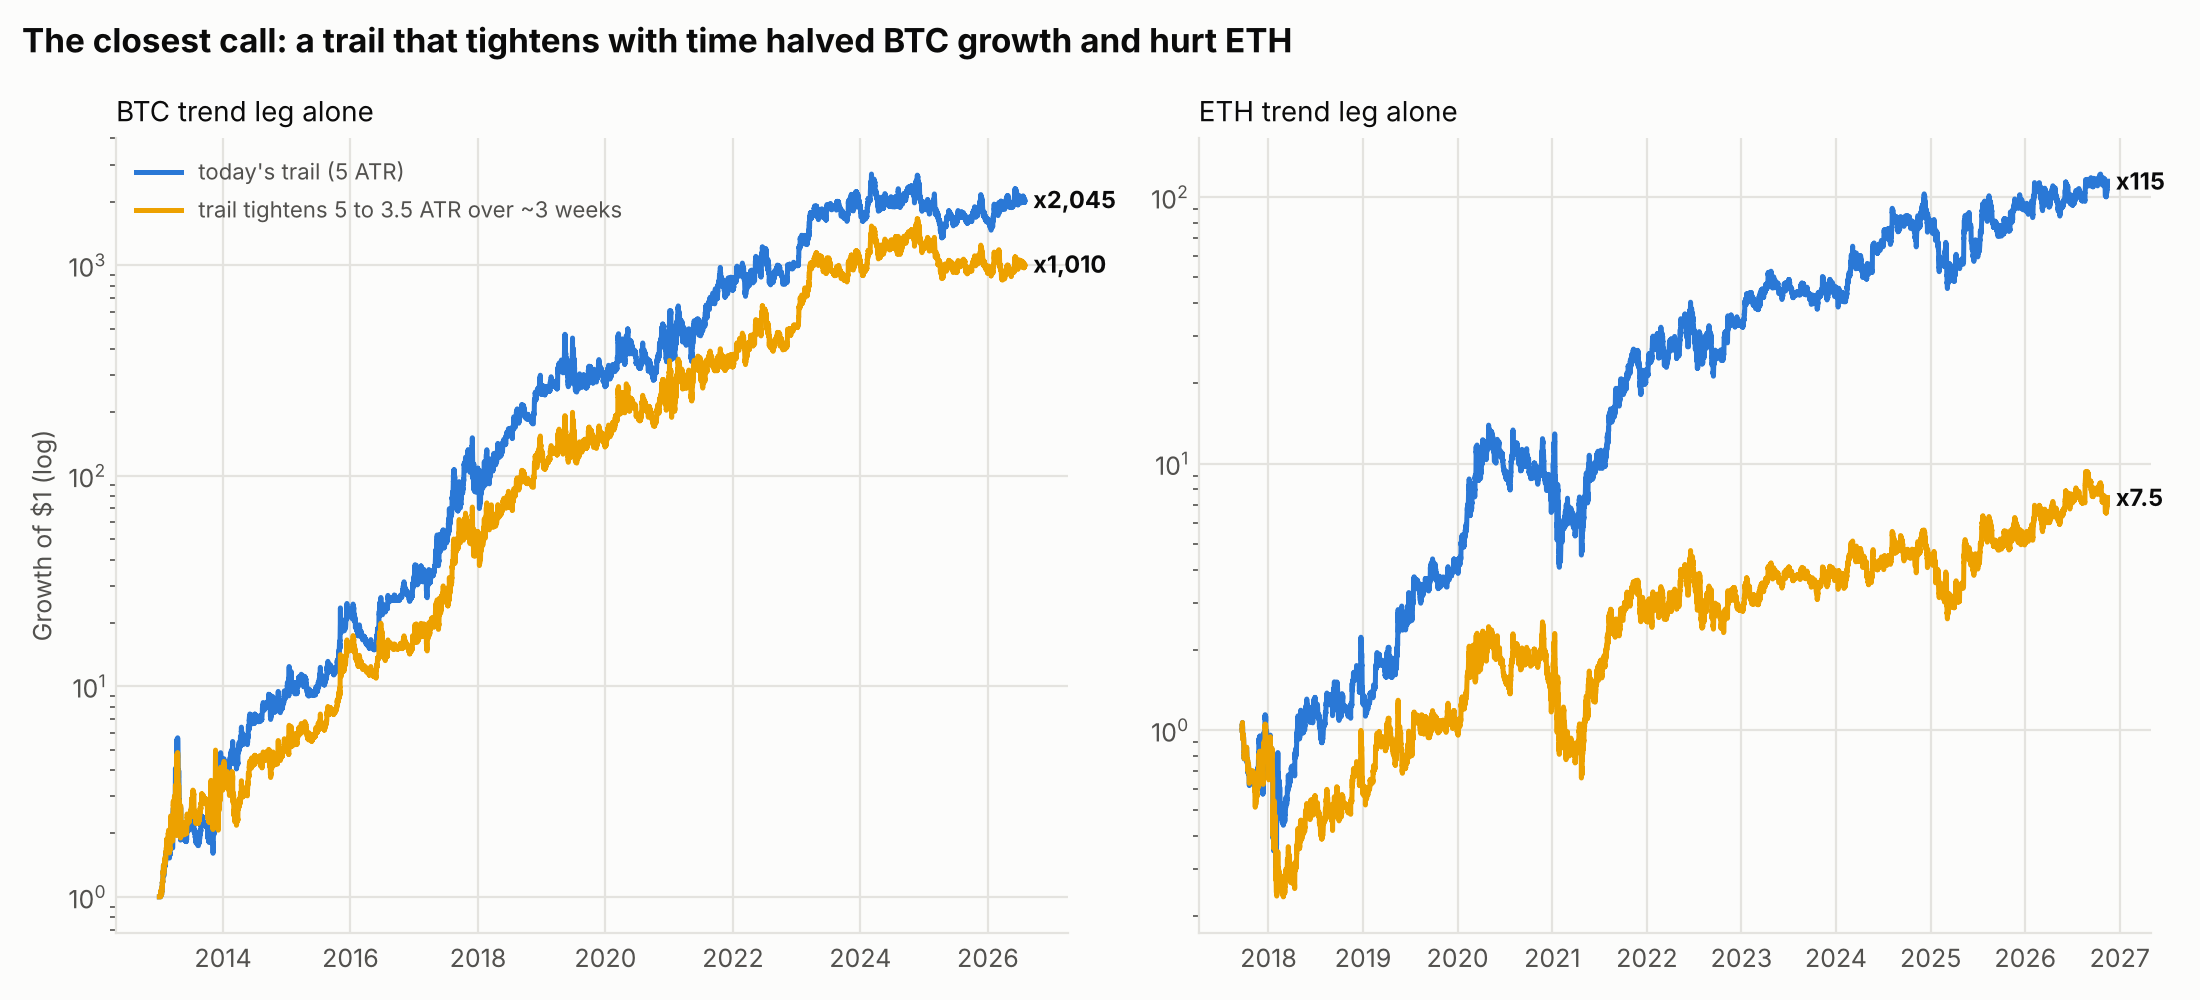 The closest call: a trail that tightens with time halved BTC growth and hurt ETH
BTC trend leg alone
today's trail (5 ATR)
trail tightens 5 to 3.5 ATR over ~3 weeks
Growth of $1 (log)
10³
10²
10¹
10⁰
x2,045
x1,010
2014 2016 2018 2020 2022 2024 2026
ETH trend leg alone
10²
10¹
10⁰
x115
x7.5
2018 2019 2020 2021 2022 2023 2024 2025 2026 2027